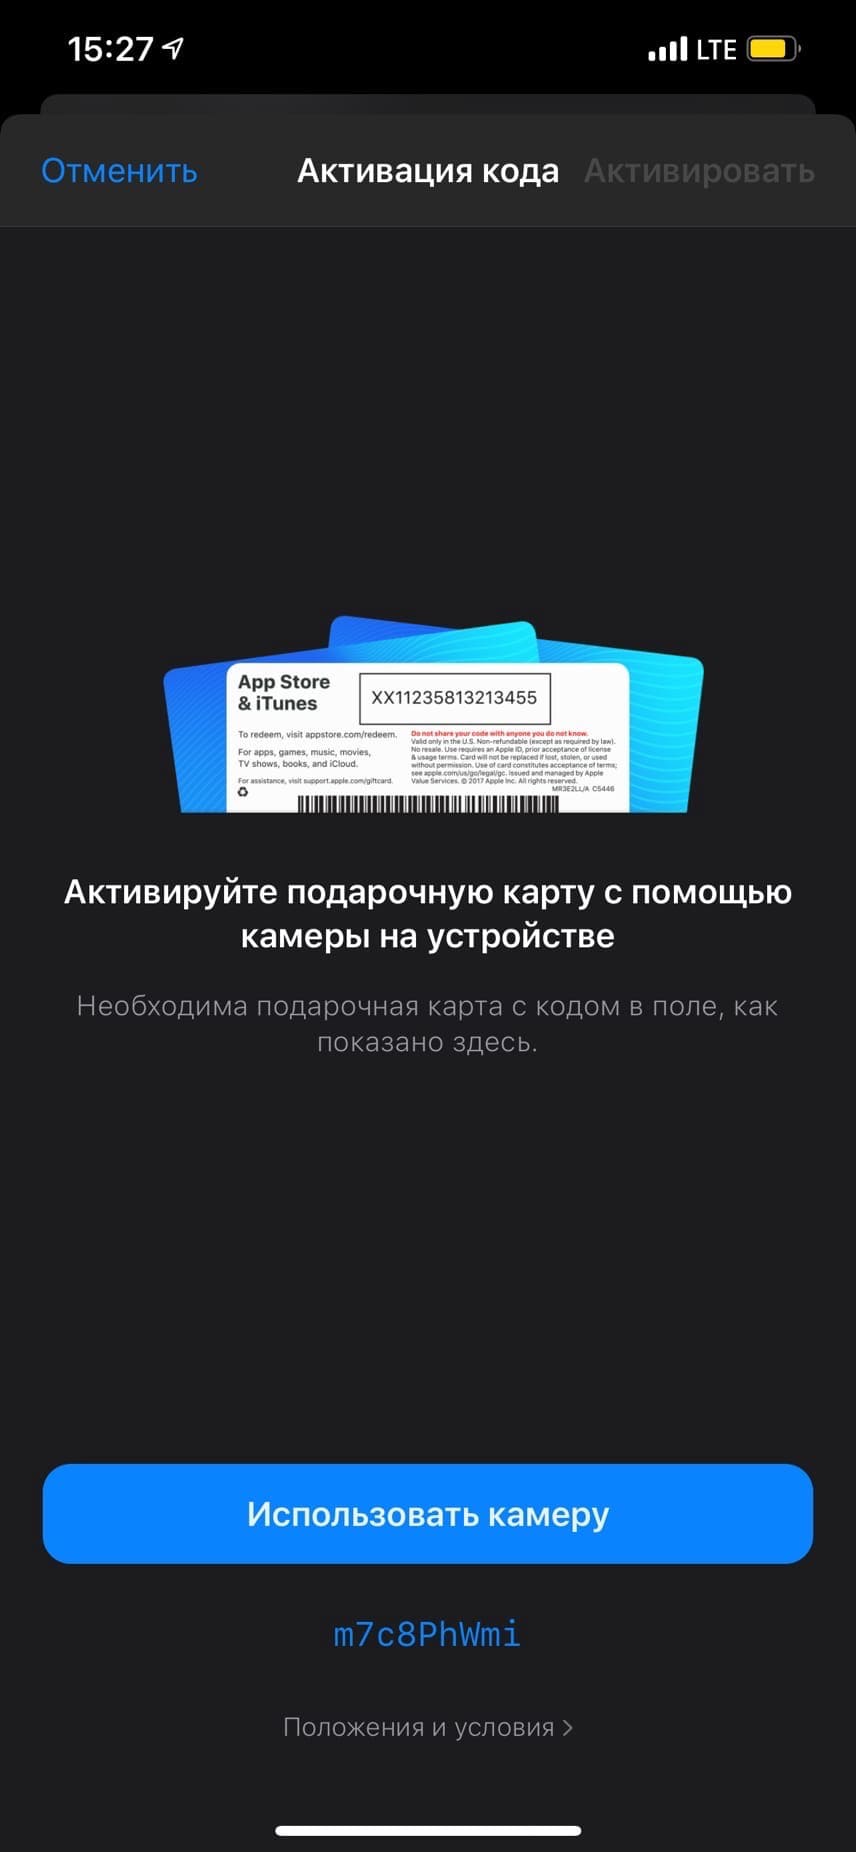 15:27
LTE
Отменить
Активация кода
Активировать
App Store
& iTunes
XX11235813213455
To redeem, visit appstore.com/redeem.
For apps, games, music, movies,
TV shows, books, and iCloud.
For assistance, visit support.apple.com/giftcard.
Do not share your code with anyone you do not know.
Valid only in the U.S. Non-refundable (except as required by law).
No resale. Use requires an Apple ID, prior acceptance of license
& usage terms. Card will not be replaced if lost, stolen, or used
without permission. Use of card constitutes acceptance of terms;
see apple.com/us/go/legal/gc. Issued and managed by Apple
Value Services. © 2017 Apple Inc. All rights reserved.
MR3E2LL/A C5446
Активируйте подарочную карту с помощью
камеры на устройстве
Необходима подарочная карта с кодом в поле, как
показано здесь.
Использовать камеру
m7c8PhWmi
Положения и условия